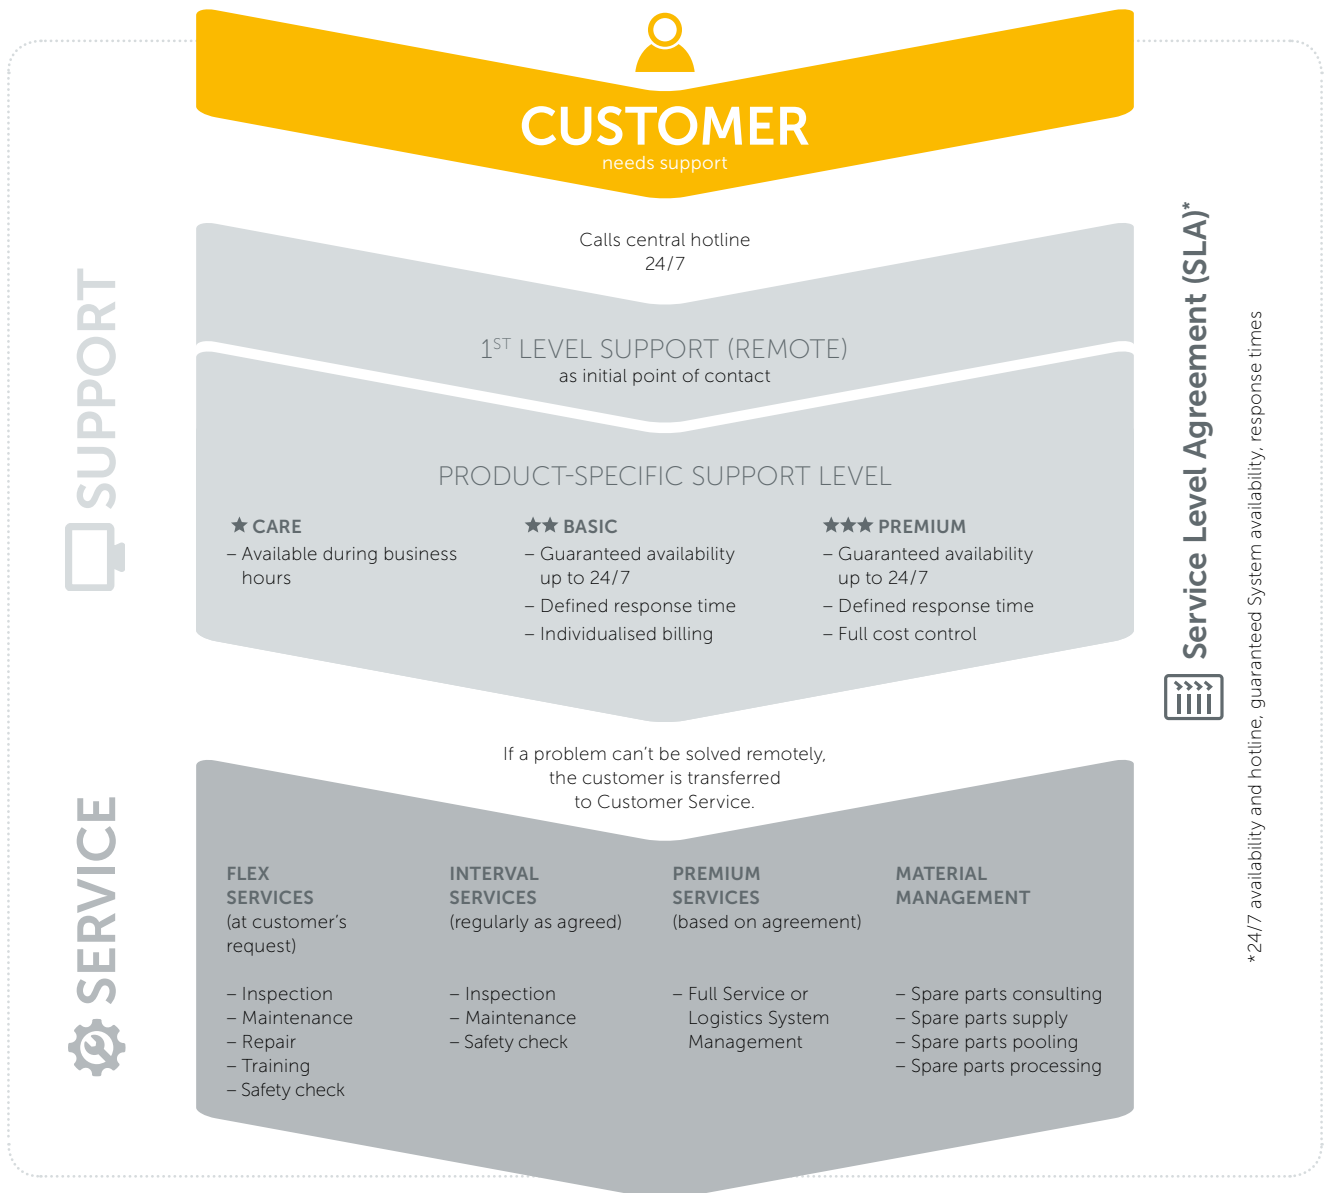 CUSTOMER
needs support
Calls central hotline
24/7
1ST LEVEL SUPPORT (REMOTE)
as initial point of contact
PRODUCT-SPECIFIC SUPPORT LEVEL
★ CARE
– Available during business
hours
★★ BASIC
– Guaranteed availability
up to 24/7
– Defined response time
– Individualised billing
★★★ PREMIUM
– Guaranteed availability
up to 24/7
– Defined response time
– Full cost control
SUPPORT
If a problem can't be solved remotely,
the customer is transferred
to Customer Service.
FLEX
SERVICES
(at customer's
request)
– Inspection
– Maintenance
– Repair
– Training
– Safety check
INTERVAL
SERVICES
(regularly as agreed)
– Inspection
– Maintenance
– Safety check
PREMIUM
SERVICES
(based on agreement)
– Full Service or
Logistics System
Management
MATERIAL
MANAGEMENT
– Spare parts consulting
– Spare parts supply
– Spare parts pooling
– Spare parts processing
SERVICE
Service Level Agreement (SLA)*
*24/7 availability and hotline, guaranteed System availability, response times